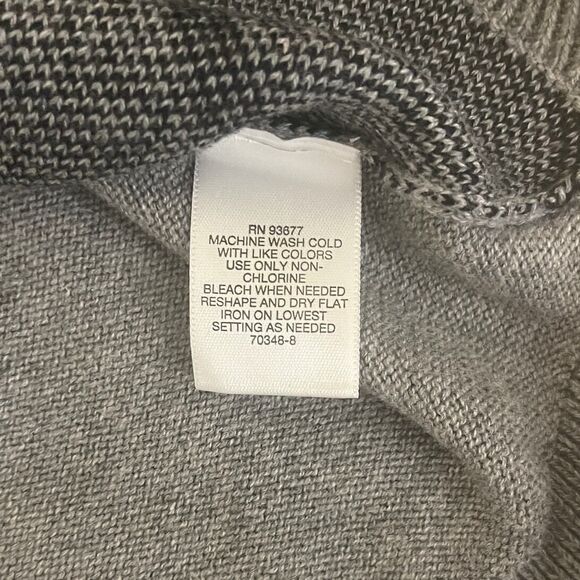 RN 93677
MACHINE WASH COLD
WITH LIKE COLORS
USE ONLY NON-
CHLORINE
BLEACH WHEN NEEDED
RESHAPE AND DRY FLAT
IRON ON LOWEST
SETTING AS NEEDED
70348-8